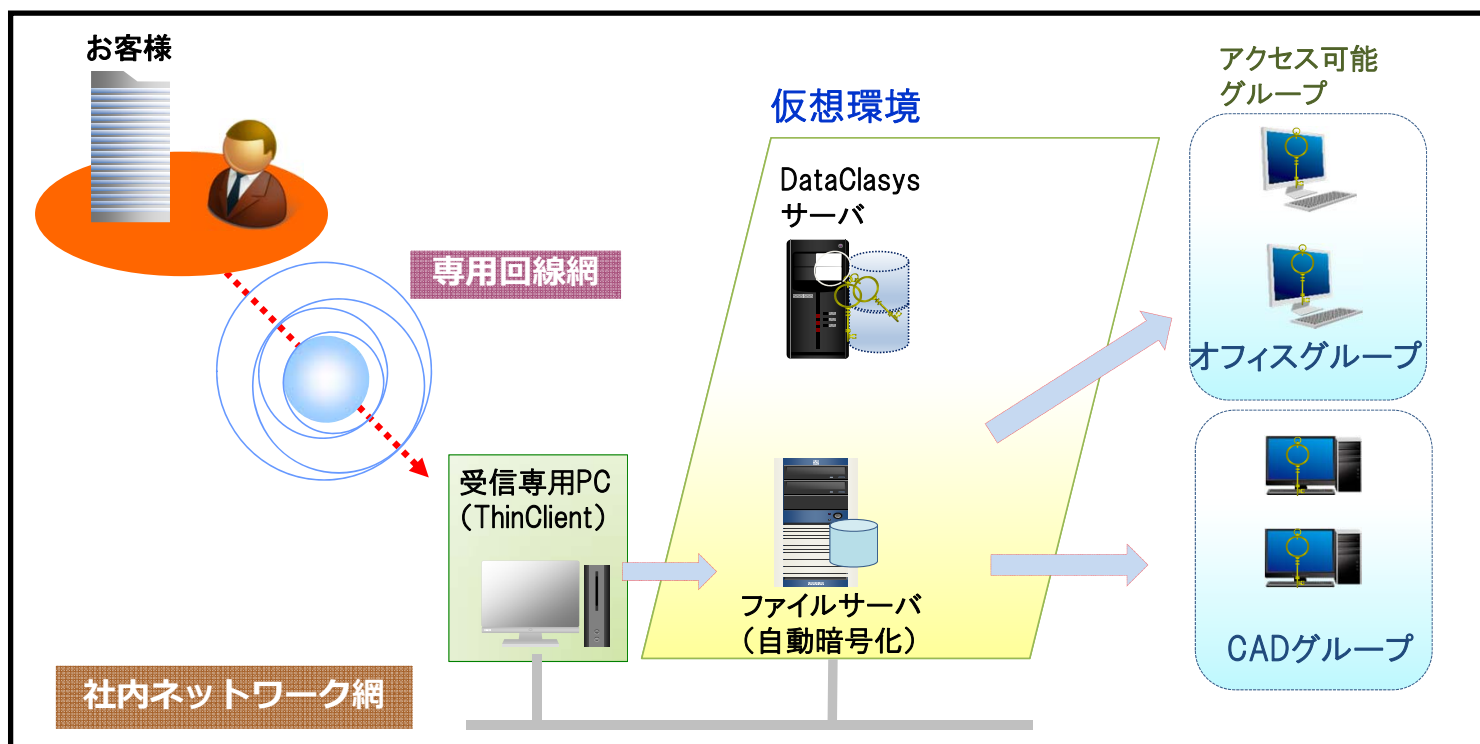 お客様
専用回線網
仮想環境
DataClasys
サーバ
アクセス可能
グループ
オフィスグループ
受信専用PC
(ThinClient)
ファイルサーバ
(自動暗号化)
CADグループ
社内ネットワーク網